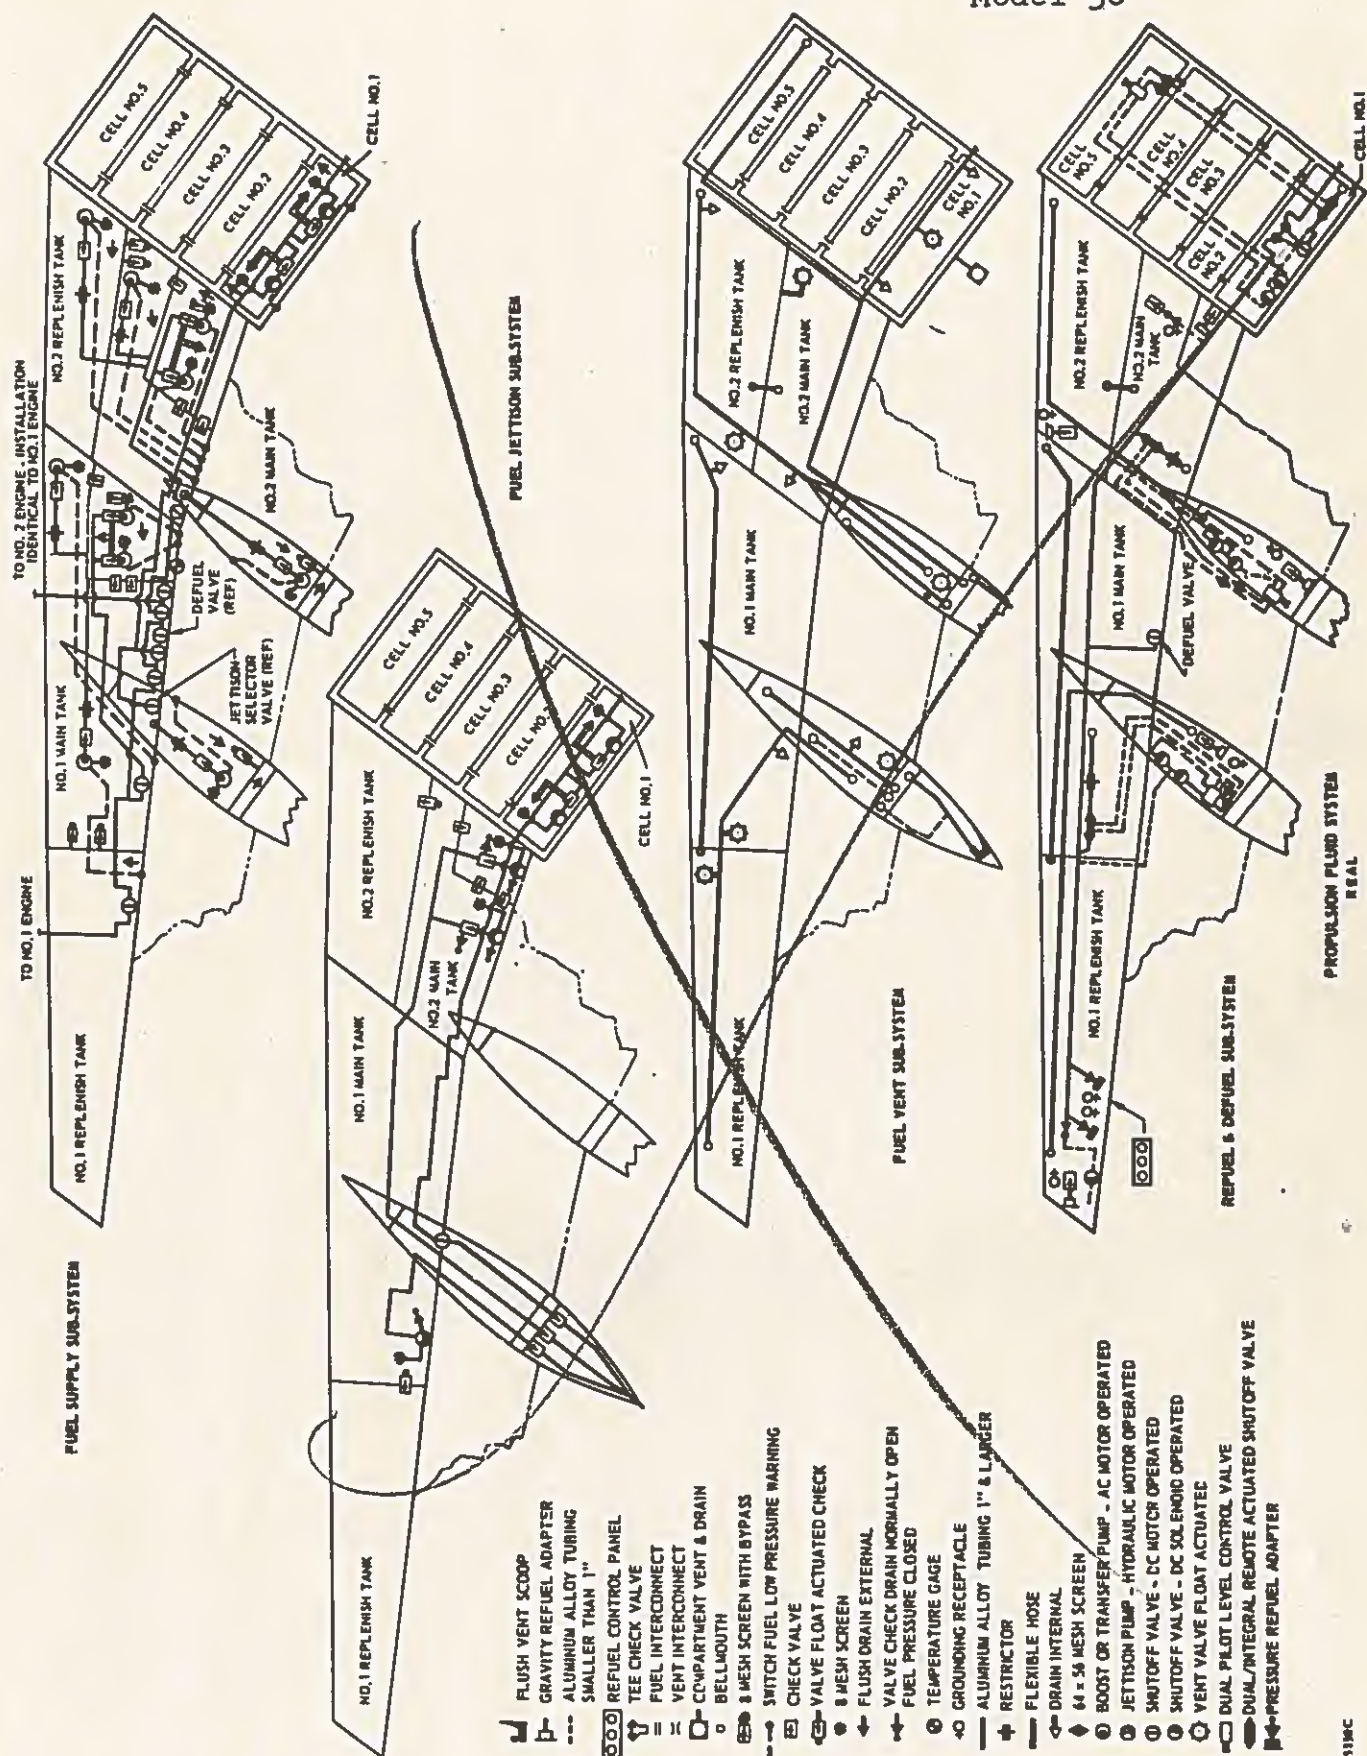 Model
FUEL SUPPLY SUB-SYSTEM
TO NO. 1 ENGINE
TO NO. 2 ENGINE - INSTALLATION
IDENTICAL TO NO. 1 ENGINE
NO. 1 REPLENISH TANK
NO. 1 MAIN TANK
NO. 2 REPLENISH TANK
NO. 2 MAIN TANK
JETTISON
SELECTOR
VALVE (REF)
DEFUEL
VALVE
(REF)
CELL NO. 5
CELL NO. 4
CELL NO. 3
CELL NO. 2
CELL NO. 1
FUEL JETTISON SUB-SYSTEM
NO. 1 REPLENISH TANK
NO. 1 MAIN TANK
NO. 2 REPLENISH TANK
NO. 2 MAIN
TANK
CELL NO. 5
CELL NO. 4
CELL NO. 3
CELL NO.
CELL NO. 1
FUEL VENT SUB-SYSTEM
NO. 1 REPLENISH TANK
NO. 1 MAIN TANK
NO. 2 REPLENISH TANK
NO. 2 MAIN TANK
CELL NO. 5
CELL NO. 4
CELL NO. 3
CELL NO. 2
CELL
NO. 1
REFUEL & DEFUEL SUB-SYSTEM
NO. 1 REPLENISH TANK
NO. 1 MAIN TANK
DEFUEL VALVE
NO. 2 REPLENISH TANK
NO. 2 MAIN
TANK
CELL
NO. 5
CELL
NO. 4
CELL
NO. 3
CELL
NO. 2
CELL NO. 1
PROPULSION FLUID SYSTEM
REAL
FLUSH VENT SCOOP
GRAVITY REFUEL ADAPTER
ALUMINUM ALLOY TUBING
SMALLER THAN 1"
REFUEL CONTROL PANEL
TEE CHECK VALVE
FUEL INTERCONNECT
VENT INTERCONNECT
COMPARTMENT VENT & DRAIN
BELLMOUTH
8 MESH SCREEN WITH BYPASS
SWITCH FUEL LOW PRESSURE WARNING
CHECK VALVE
VALVE FLOAT ACTUATED CHECK
8 MESH SCREEN
FLUSH DRAIN EXTERNAL
VALVE CHECK DRAIN NORMALLY OPEN
FUEL PRESSURE CLOSED
TEMPERATURE GAGE
GROUNDING RECEPTACLE
ALUMINUM ALLOY TUBING 1" & LARGER
RESTRICTOR
FLEXIBLE HOSE
DRAIN INTERNAL
64 x 56 MESH SCREEN
BOOST OR TRANSFER PUMP - AC MOTOR OPERATED
JETTISON PUMP - HYDRAULIC MOTOR OPERATED
SHUTOFF VALVE - DC MOTOR OPERATED
SHUTOFF VALVE - DC SOLENOID OPERATED
VENT VALVE FLOAT ACTUATED
DUAL PILOT LEVEL CONTROL VALVE
DUAL/INTEGRAL REMOTE ACTUATED SHUTOFF VALVE
PRESSURE REFUEL ADAPTER